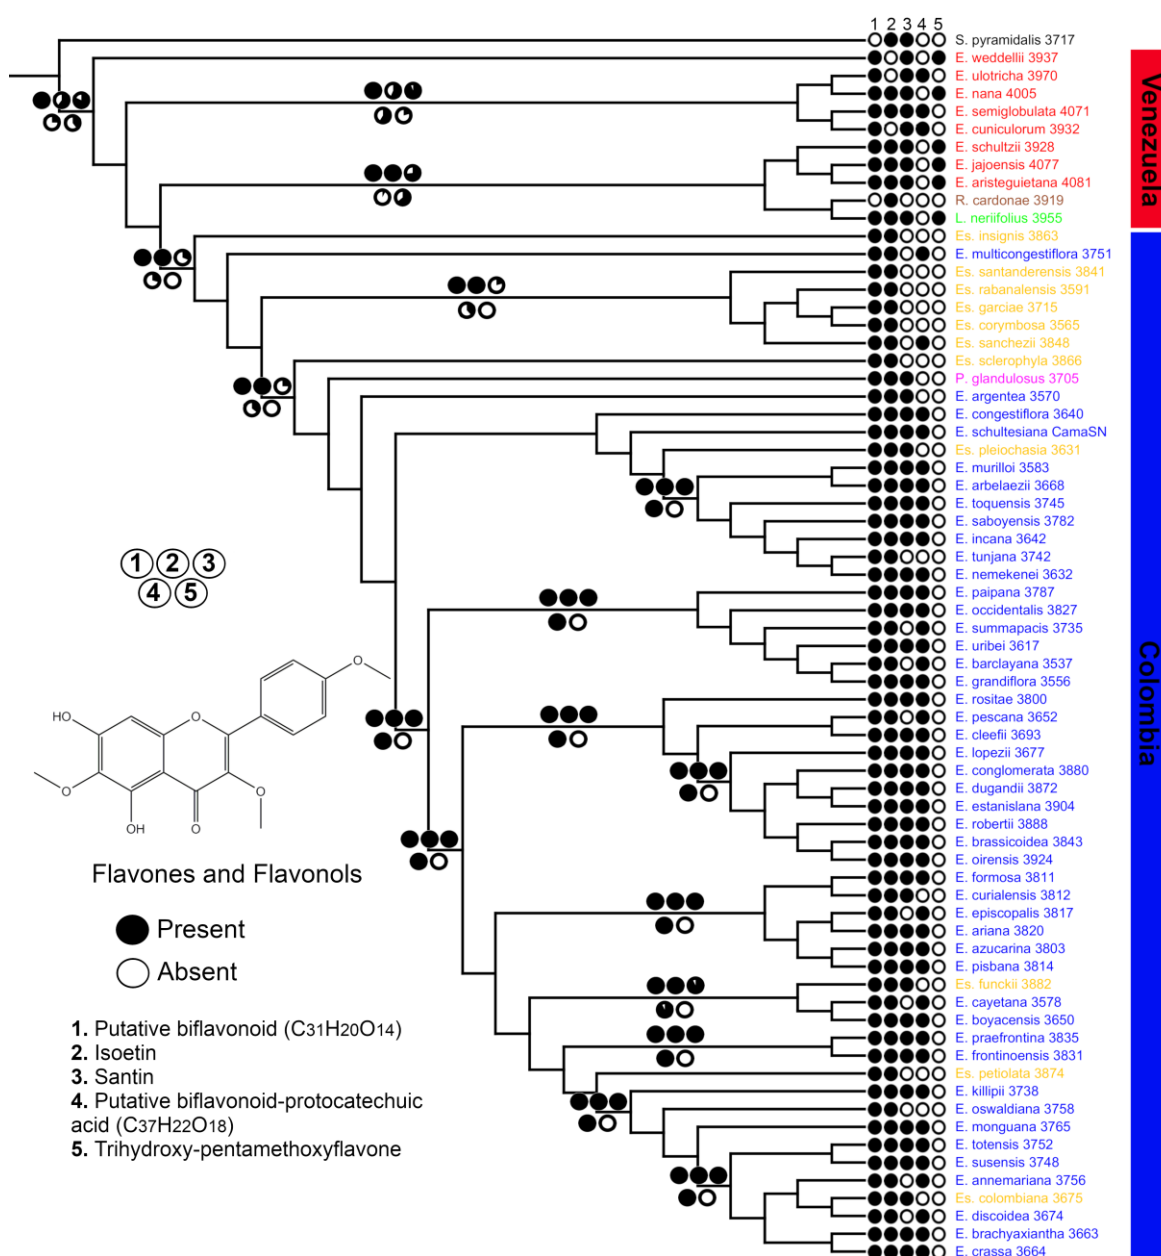 1 2 3 4 5
S. pyramidalis 3717
E. weddellii 3937
E. ulotricha 3970
E. nana 4005
E. semiglobulata 4071
E. cuniculorum 3932
E. schultzii 3928
E. jajoensis 4077
E. aristeguietana 4081
R. cardonae 3919
L. neriifolius 3955
Venezuela
Es. insignis 3863
E. multicongestiflora 3751
Es. santanderensis 3841
Es. rabanalensis 3591
Es. garciae 3715
Es. corymbosa 3565
Es. sanchezii 3848
Es. sclerophyla 3866
P. glandulosus 3705
E. argentea 3570
E. congestiflora 3640
E. schultesiana CamaSN
Es. pleiochasia 3631
E. murilloi 3583
E. arbelaezii 3668
E. toquensis 3745
E. saboyensis 3782
E. incana 3642
E. tunjana 3742
E. nemekenei 3632
E. paipana 3787
E. occidentalis 3827
E. summapacis 3735
E. uribei 3617
E. barclayana 3537
E. grandiflora 3556
E. rositae 3800
E. pescana 3652
E. cleefii 3693
E. lopezii 3677
E. conglomerata 3880
E. dugandii 3872
E. estanislana 3904
E. robertii 3888
E. brassicoidea 3843
E. oirensis 3924
E. formosa 3811
E. curialensis 3812
E. episcopalis 3817
E. ariana 3820
E. azucarina 3803
E. pisbana 3814
Es. funckii 3882
E. cayetana 3578
E. boyacensis 3650
E. praefrontina 3835
E. frontinoensis 3831
Es. petiolata 3874
E. killipii 3738
E. oswaldiana 3758
E. monguana 3765
E. totensis 3752
E. susensis 3748
E. annemariana 3756
Es. colombiana 3675
E. discoidea 3674
E. brachyaxiantha 3663
E. crassa 3664
Colombia
1 2 3
4 5
O
HO
O
O
O
OH
O
Flavones and Flavonols
Present
Absent
1. Putative biflavonoid (C31H20O14)
2. Isoetin
3. Santin
4. Putative biflavonoid-protocatechuic
acid (C37H22O18)
5. Trihydroxy-pentamethoxyflavone